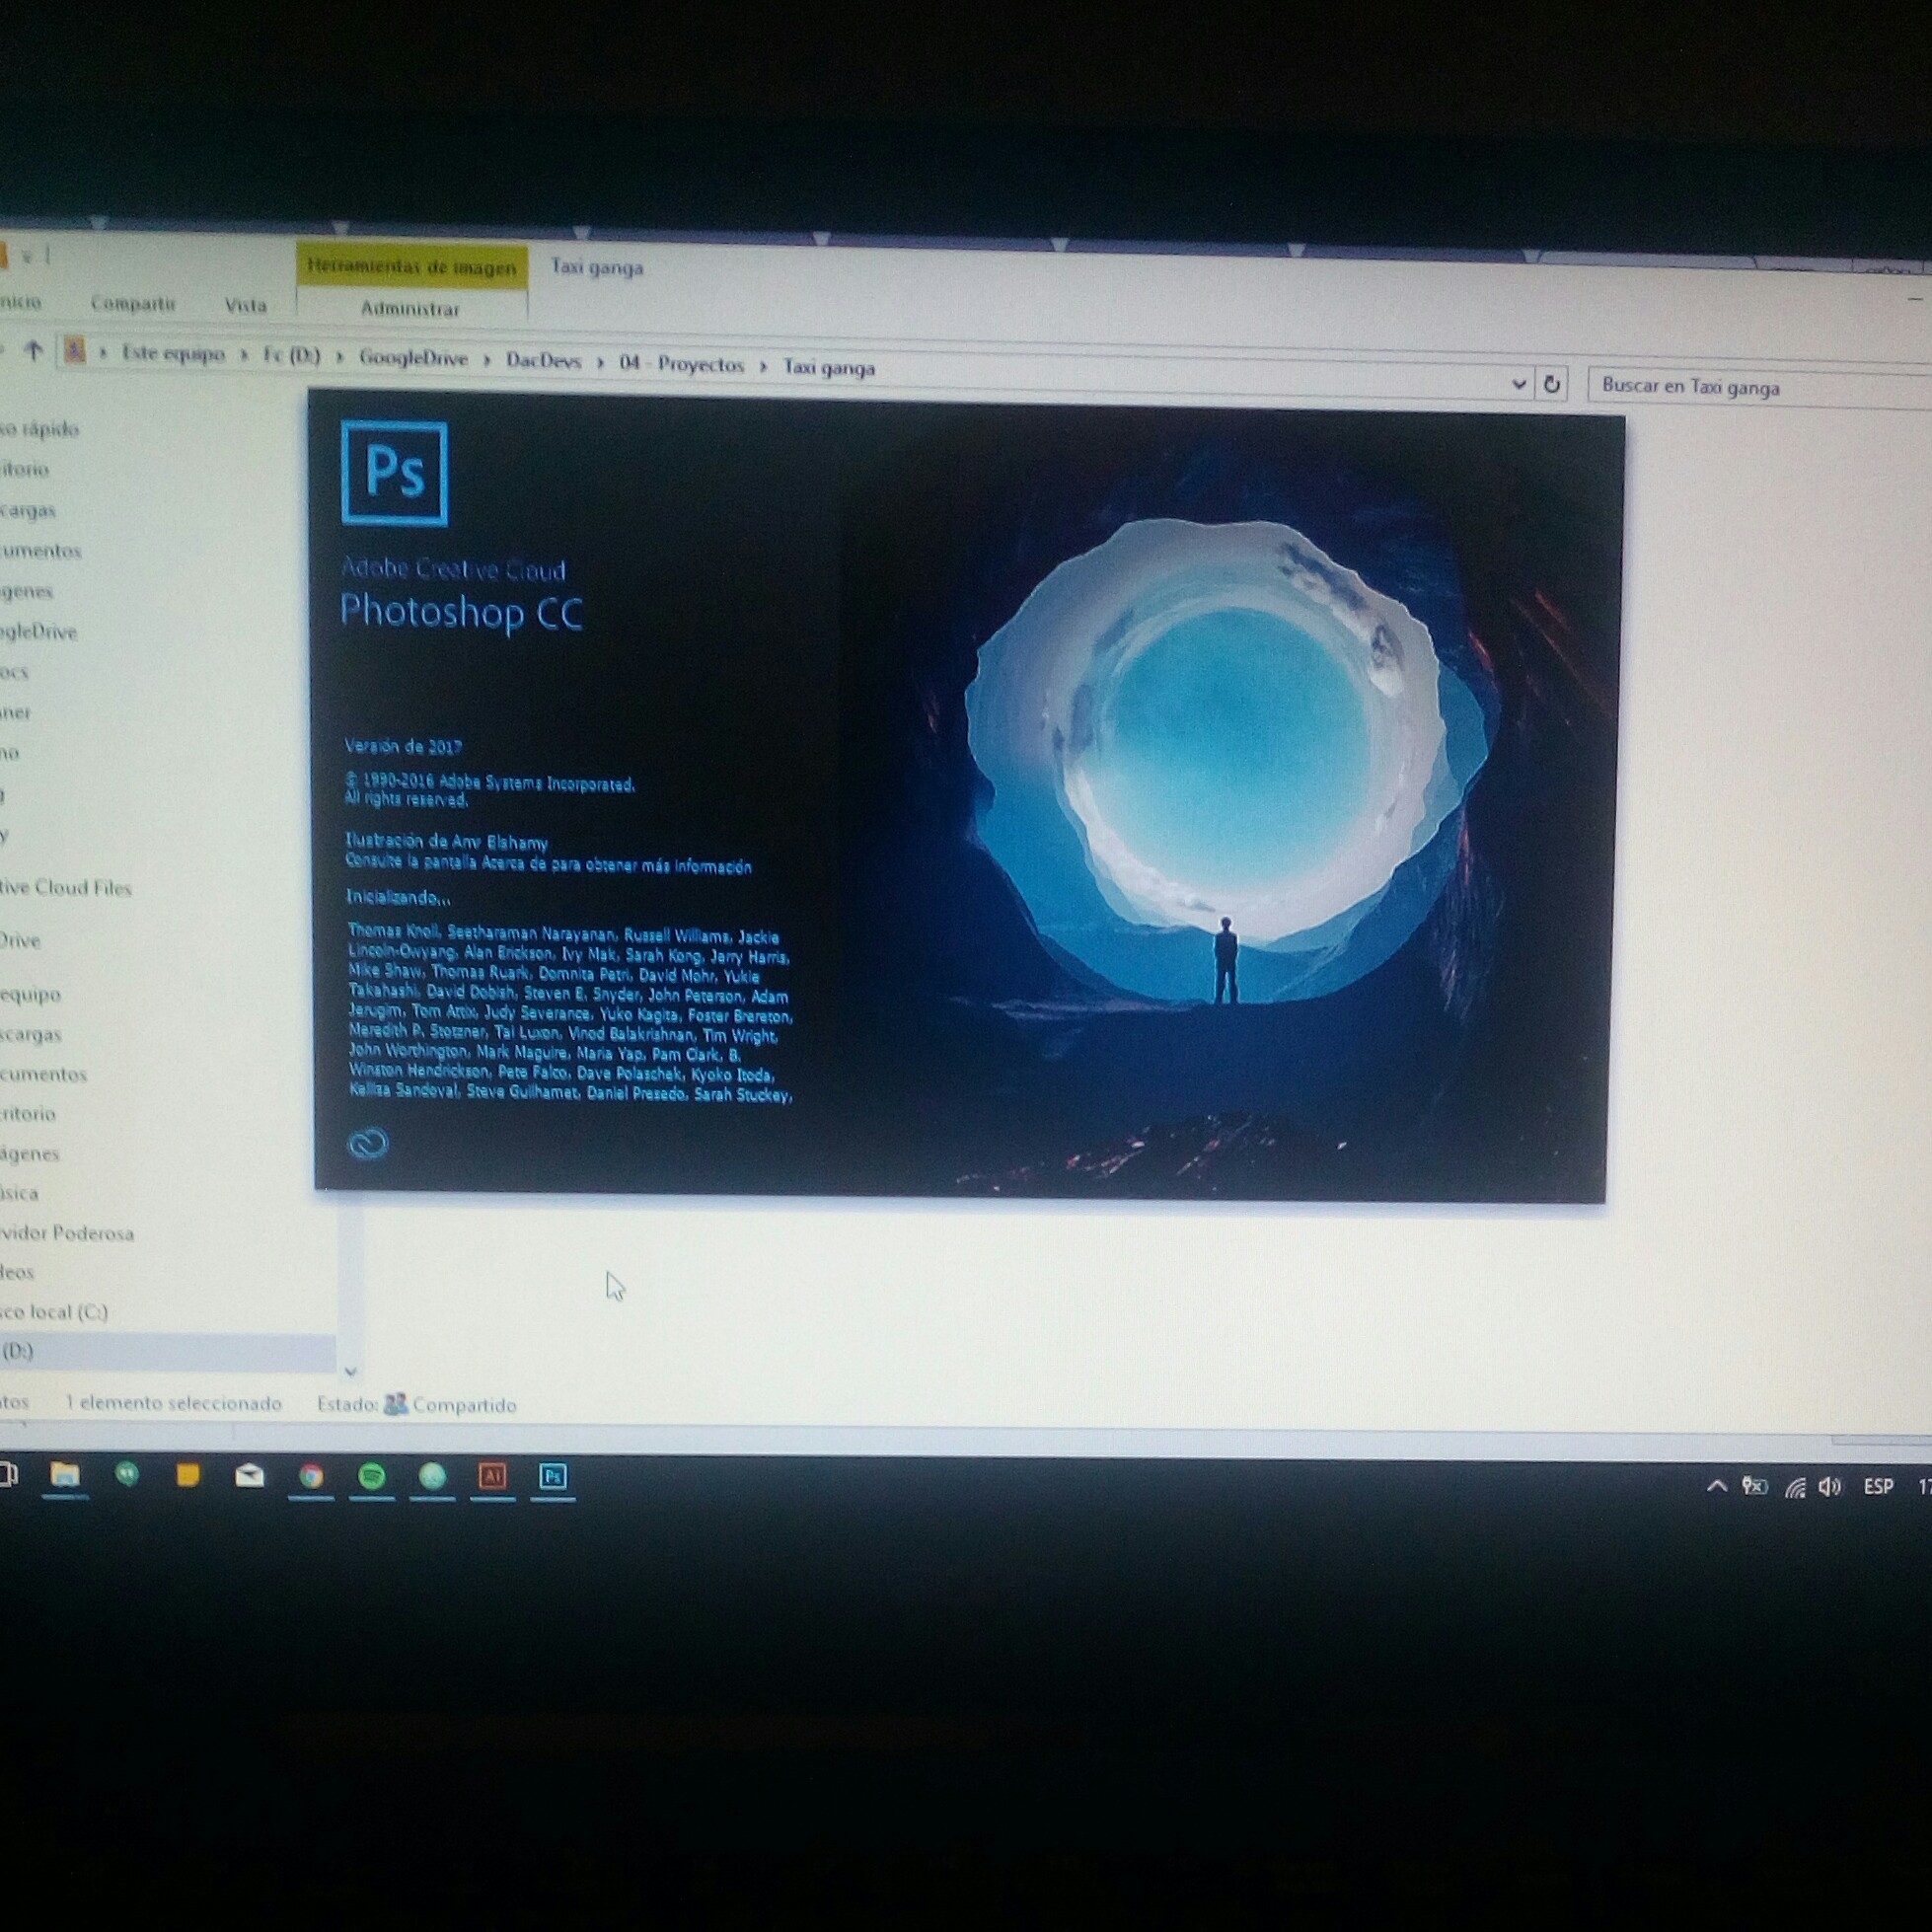 Herramientas de imagen
Taxi ganga
Compartir
Vista
Administrar
Este equipo › Fc (D:) › GoogleDrive › DacDevs › 04 - Proyectos › Taxi ganga
Buscar en Taxi ganga
Ps
Adobe Creative Cloud
Photoshop CC
Versión de 2017
© 1990-2016 Adobe Systems Incorporated.
All rights reserved.
Ilustración de Amr Elshamy
Consulte la pantalla Acerca de para obtener más información
Inicializando...
Thomas Knoll, Seetharaman Narayanan, Russell Williams, Jackie
Lincoln-Owyang, Alan Erickson, Ivy Mak, Sarah Kong, Jerry Harris,
Mike Shaw, Thomas Ruark, Domnita Petri, David Mohr, Yukie
Takahashi, David Dobish, Steven E. Snyder, John Peterson, Adam
Jerugim, Tom Attix, Judy Severance, Yuko Kagita, Foster Brereton,
Meredith P. Stotzner, Tai Luxon, Vinod Balakrishnan, Tim Wright,
John Worthington, Mark Maguire, Maria Yap, Pam Clark, B.
Winston Hendrickson, Pete Falco, Dave Polaschek, Kyoko Itoda,
Kellisa Sandoval, Steve Guilhamet, Daniel Presedo, Sarah Stuckey,
nicio
o rápido
itorio
cargas
umentos
genes
ogleDrive
ocs
ner
no
y
tive Cloud Files
Drive
equipo
scargas
cumentos
ritorio
ágenes
úsica
vidor Poderosa
deos
sco local (C:)
(D:)
tos
1 elemento seleccionado
Estado:
Compartido
Ai
Ps
ESP
17